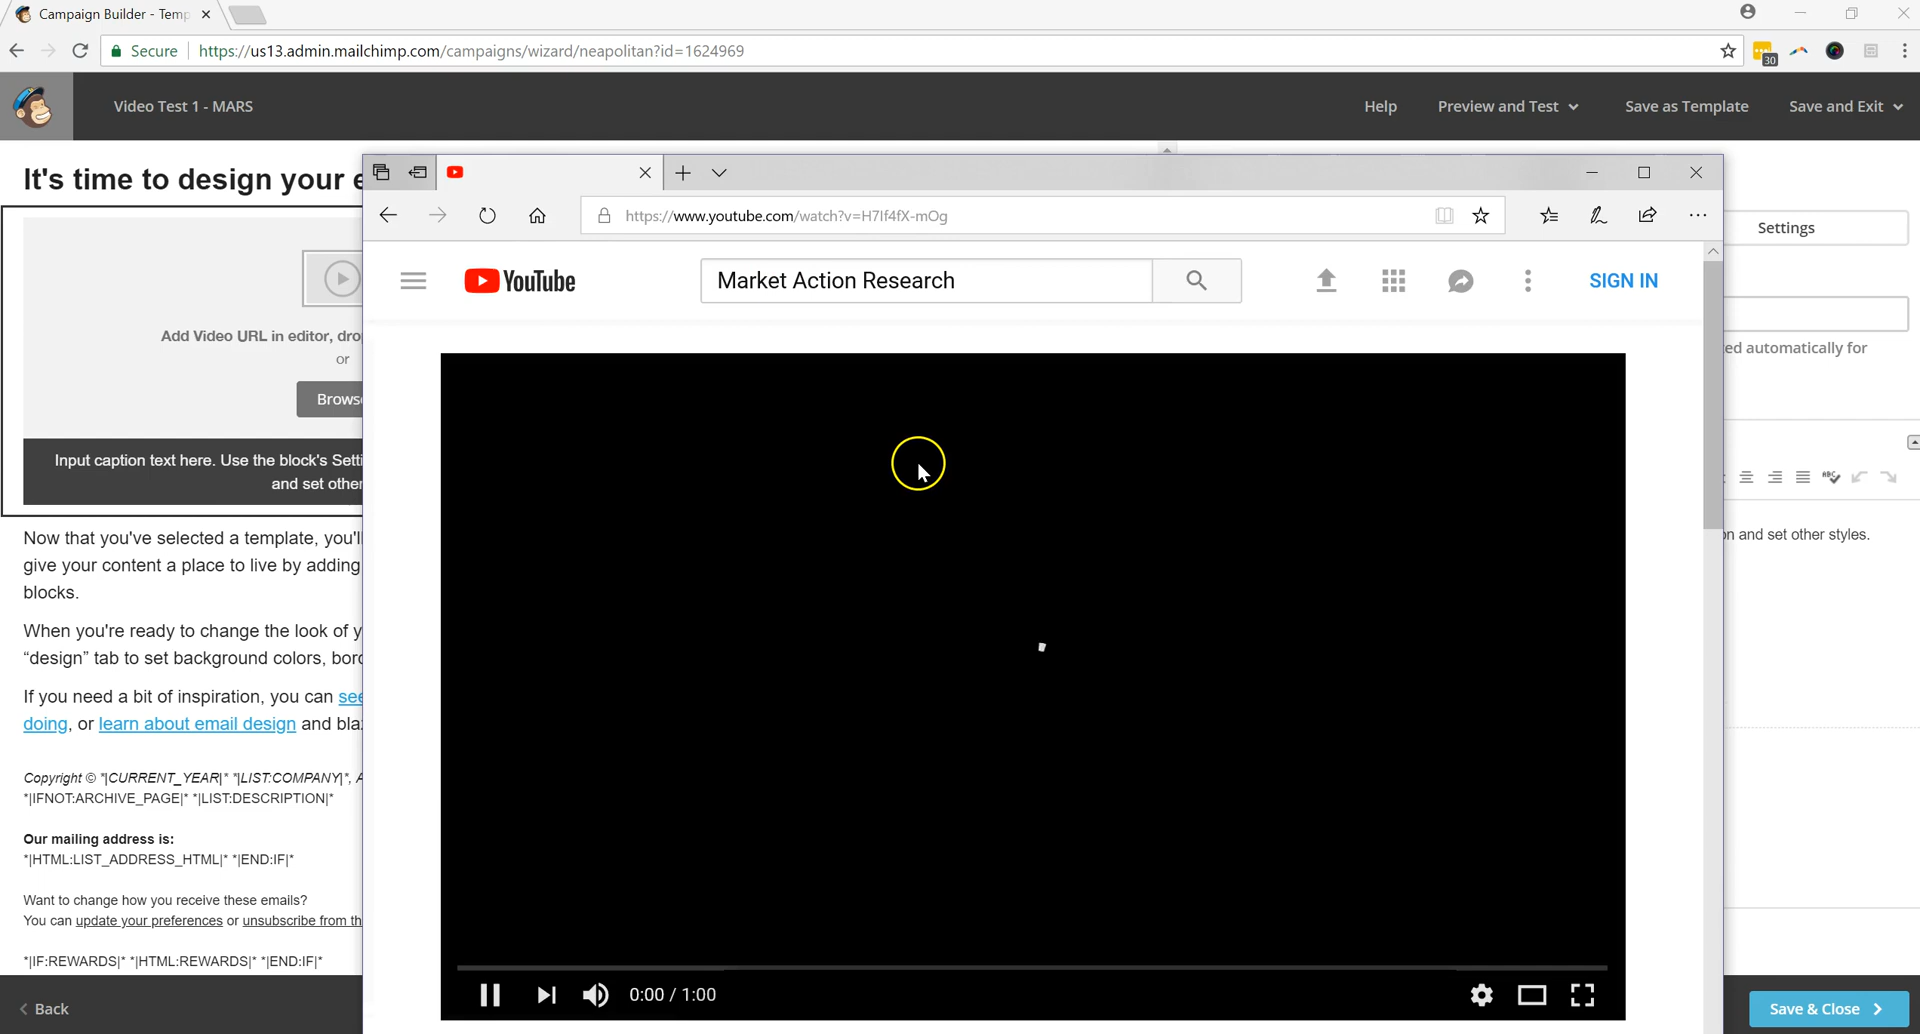 Campaign Builder - Temp
Secure
https://us13.admin.mailchimp.com/campaigns/wizard/neapolitan?id=1624969
30
Video Test 1 - MARS
Help
Preview and Test
Save as Template
Save and Exit
It's time to design your e
https://www.youtube.com/watch?v=H7If4fX-mOg
Settings
YouTube
Market Action Research
SIGN IN
Add Video URL in editor, dro
or
Brows
ed automatically for
Input caption text here. Use the block's Setti
and set other
ABC
on and set other styles.
Now that you've selected a template, you'll
give your content a place to live by adding
blocks.
When you're ready to change the look of y
“design” tab to set background colors, bord
If you need a bit of inspiration, you can see
doing, or learn about email design and bla
Copyright © *|CURRENT_YEAR|* *|LIST:COMPANY|*, A
*|IFNOT:ARCHIVE_PAGE|* *|LIST:DESCRIPTION|*
Our mailing address is:
*|HTML:LIST_ADDRESS_HTML|* *|END:IF|*
Want to change how you receive these emails?
You can update your preferences or unsubscribe from th
*|IF:REWARDS|* *|HTML:REWARDS|* *|END:IF|*
0:00 / 1:00
Back
Save & Close